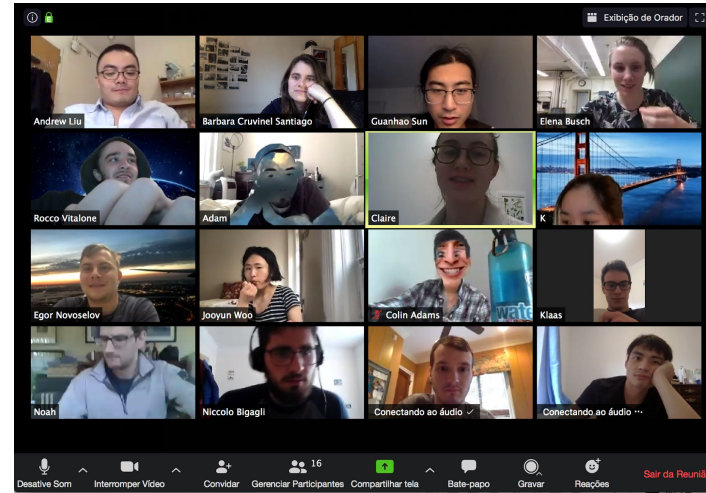 Exibição de Orador
Andrew Liu
Barbara Cruvinel Santiago
Guanhao Sun
Elena Busch
Rocco Vitalone
Adam
Claire
K
Egor Novoselov
Jooyun Woo
Colin Adams
wate
Klaas
Noah
Niccolo Bigagli
Conectando ao áudio
Conectando ao áudio ···
16
Desative Som
Interromper Vídeo
Convidar
Gerenciar Participantes
Compartilhar tela
Bate-papo
Gravar
Reações
Sair da Reuniã